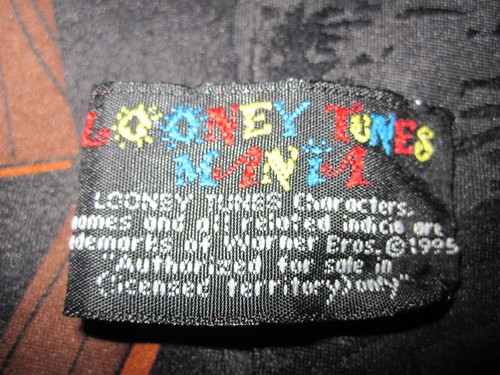 LOONEY TUNES
MANIA
LOONEY TUNES Characters,
names and all related indicia are
demarks of Warner Bros. ©1995
"Authorised for sale in
(licensed territory) only"